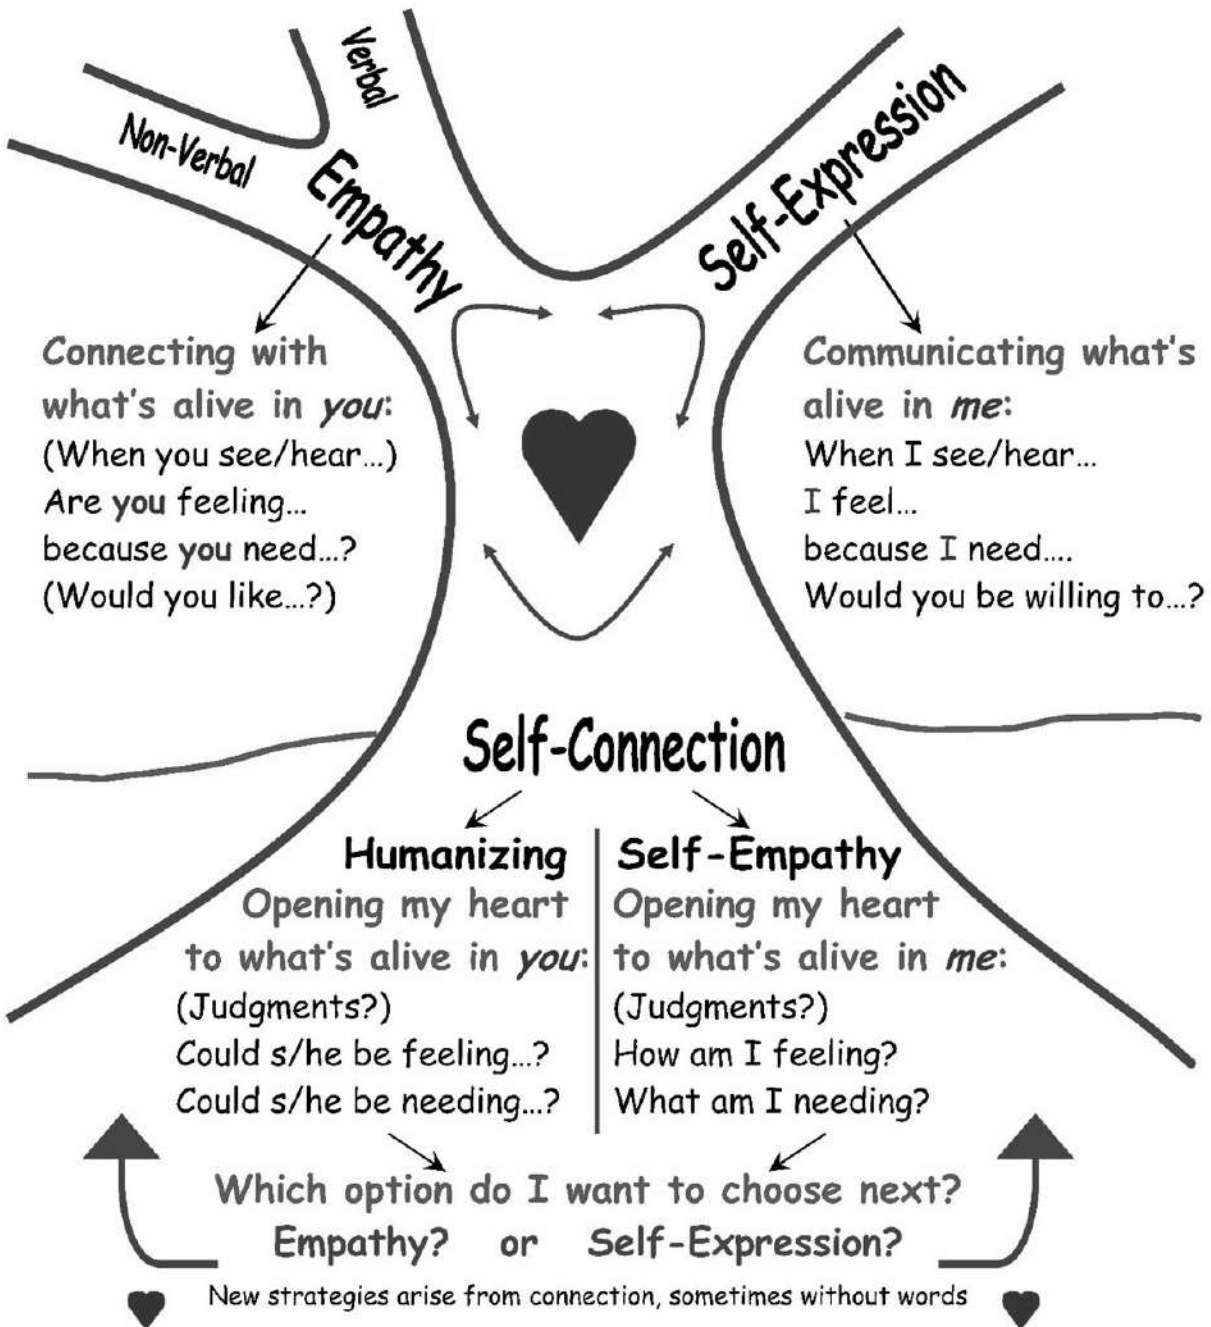 Verbal
Non-Verbal
Empathy
Self-Expression
Connecting with
what's alive in you:
(When you see/hear...)
Are you feeling...
because you need...?
(Would you like...?)
Communicating what's
alive in me:
When I see/hear...
I feel...
because I need....
Would you be willing to...?
Self-Connection
Humanizing
Opening my heart
to what's alive in you:
(Judgments?)
Could s/he be feeling...?
Could s/he be needing...?
Self-Empathy
Opening my heart
to what's alive in me:
(Judgments?)
How am I feeling?
What am I needing?
Which option do I want to choose next?
Empathy? or Self-Expression?
New strategies arise from connection, sometimes without words